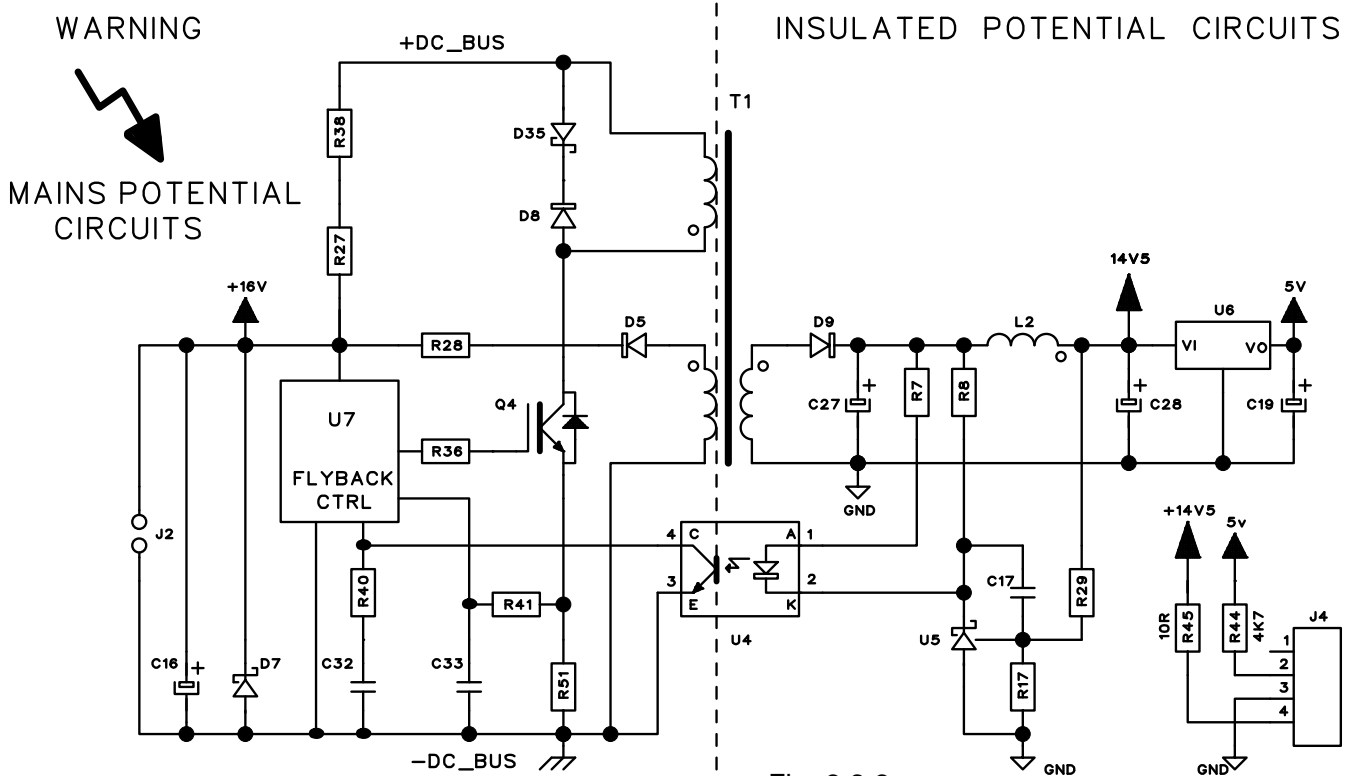 WARNING
INSULATED POTENTIAL CIRCUITS
+DC_BUS
T1
R38
D35
MAINS POTENTIAL
CIRCUITS
D8
R27
+16V
14V5
5V
D5
D9
L2
U6
R28
VI
VO
Q4
C27
+
R7
R8
+
C28
C19
+
U7
R36
FLYBACK
CTRL
GND
+14V5
5v
J2
4
C
A
1
3
E
K
2
U4
R40
R41
C17
R29
U5
10R
R45
R44
4K7
J4
1
2
3
4
C16
+
D7
C32
C33
R51
R17
-DC_BUS
GND
GND